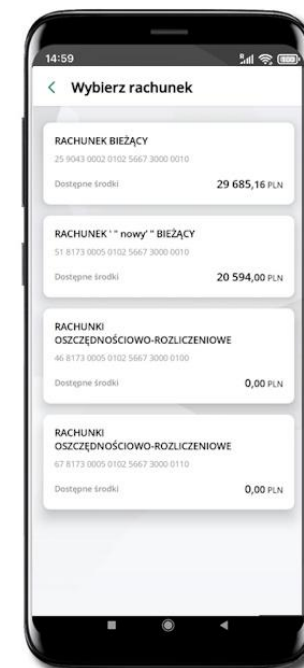 14:59
Wybierz rachunek
RACHUNEK BIEŻĄCY
25 9043 0002 0102 5667 3000 0010
Dostępne środki 29 685,16 PLN
RACHUNEK ' " nowy' " BIEŻĄCY
51 8173 0005 0102 5667 3000 0010
Dostępne środki 20 594,00 PLN
RACHUNKI
OSZCZĘDNOŚCIOWO-ROZLICZENIOWE
46 8173 0005 0102 5667 3000 0100
Dostępne środki 0,00 PLN
RACHUNKI
OSZCZĘDNOŚCIOWO-ROZLICZENIOWE
67 8173 0005 0102 5667 3000 0110
Dostępne środki 0,00 PLN